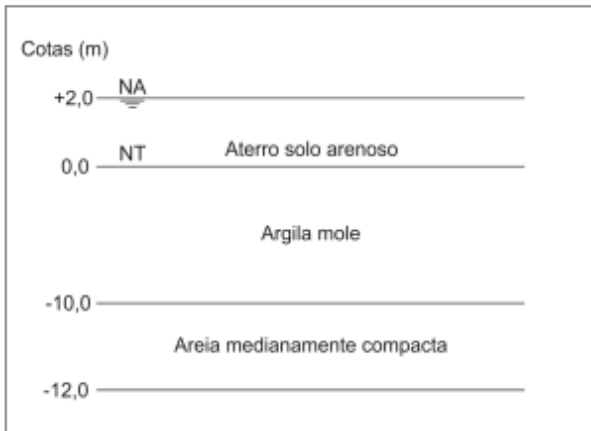 Cotas (m)
NA
+2,0
NT
Aterro solo arenoso
0,0
Argila mole
-10,0
Areia medianamente compacta
-12,0